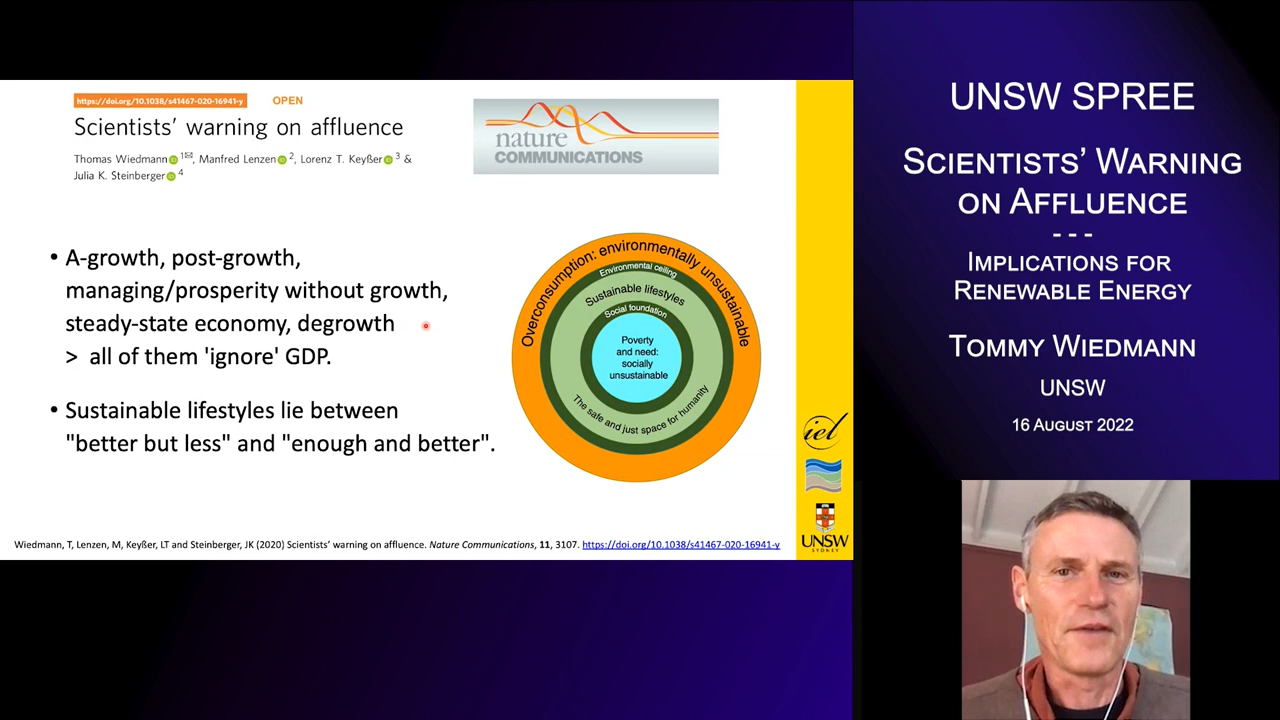 https://doi.org/10.1038/s41467-020-16941-y OPEN
Scientists' warning on affluence
Thomas Wiedmann 1✉, Manfred Lenzen 2, Lorenz T. Keyßer 3 &
Julia K. Steinberger 4
nature
COMMUNICATIONS
• A-growth, post-growth,
managing/prosperity without growth,
steady-state economy, degrowth
> all of them 'ignore' GDP.
• Sustainable lifestyles lie between
"better but less" and "enough and better".
Overconsumption: environmentally unsustainable
Environmental ceiling
Sustainable lifestyles
Social foundation
Poverty
and need:
socially
unsustainable
The safe and just space for humanity
iel
UNSW
SYDNEY
Wiedmann, T, Lenzen, M, Keyßer, LT and Steinberger, JK (2020) Scientists' warning on affluence. Nature Communications, 11, 3107. https://doi.org/10.1038/s41467-020-16941-y
UNSW SPREE
Scientists' Warning
on Affluence
- - -
Implications for
Renewable Energy
Tommy Wiedmann
UNSW
16 August 2022